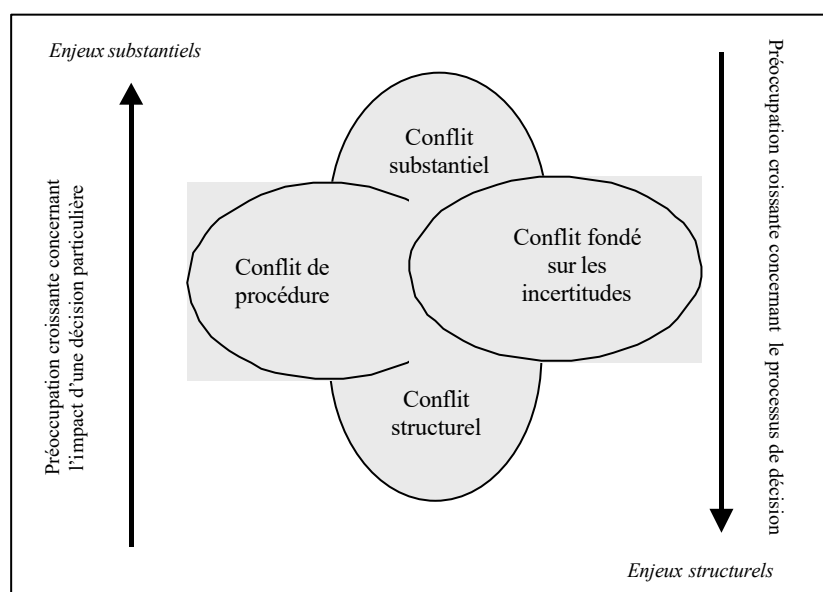 Enjeux substantiels
Préoccupation croissante concernant
l’impact d’une décision particulière
Conflit
substantiel
Conflit de
procédure
Conflit fondé
sur les
incertitudes
Conflit
structurel
Préoccupation croissante concernant le processus de décision
Enjeux structurels